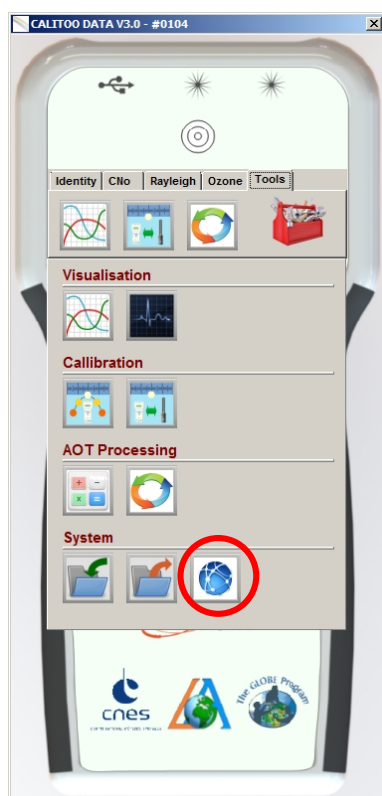 CALITOO DATA V3.0 - #0104
Identity CNo Rayleigh Ozone Tools
Visualisation
Callibration
AOT Processing
System
cnes
The GLOBE Program